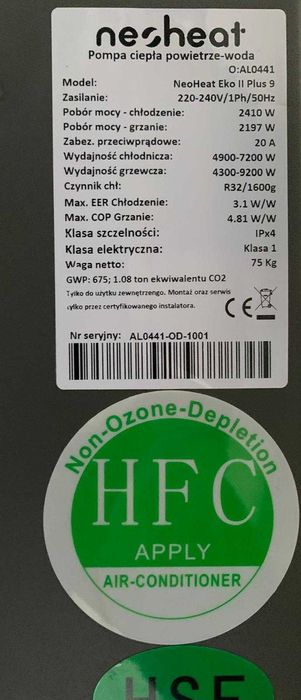 neoheat
Pompa ciepła powietrze-woda
O:AL0441
Model: NeoHeat Eko II Plus 9
Zasilanie: 220-240V/1Ph/50Hz
Pobór mocy - chłodzenie: 2410 W
Pobór mocy - grzanie: 2197 W
Zabez. przeciwprądowe: 20 A
Wydajność chłodnicza: 4900-7200 W
Wydajność grzewcza: 4300-9200 W
Czynnik chł: R32/1600g
Max. EER Chłodzenie: 3.1 W/W
Max. COP Grzanie: 4.81 W/W
Klasa szczelności: IPx4
Klasa elektryczna: Klasa 1
Waga netto: 75 Kg
GWP: 675; 1.08 ton ekwiwalentu CO2
Tylko do użytku zewnętrznego. Montaż oraz serwis
tylko przez certyfikowanego instalatora.
CE
Nr seryjny: AL0441-OD-1001
Non-Ozone-Depletion
HFC
APPLY
AIR-CONDITIONER
HSF